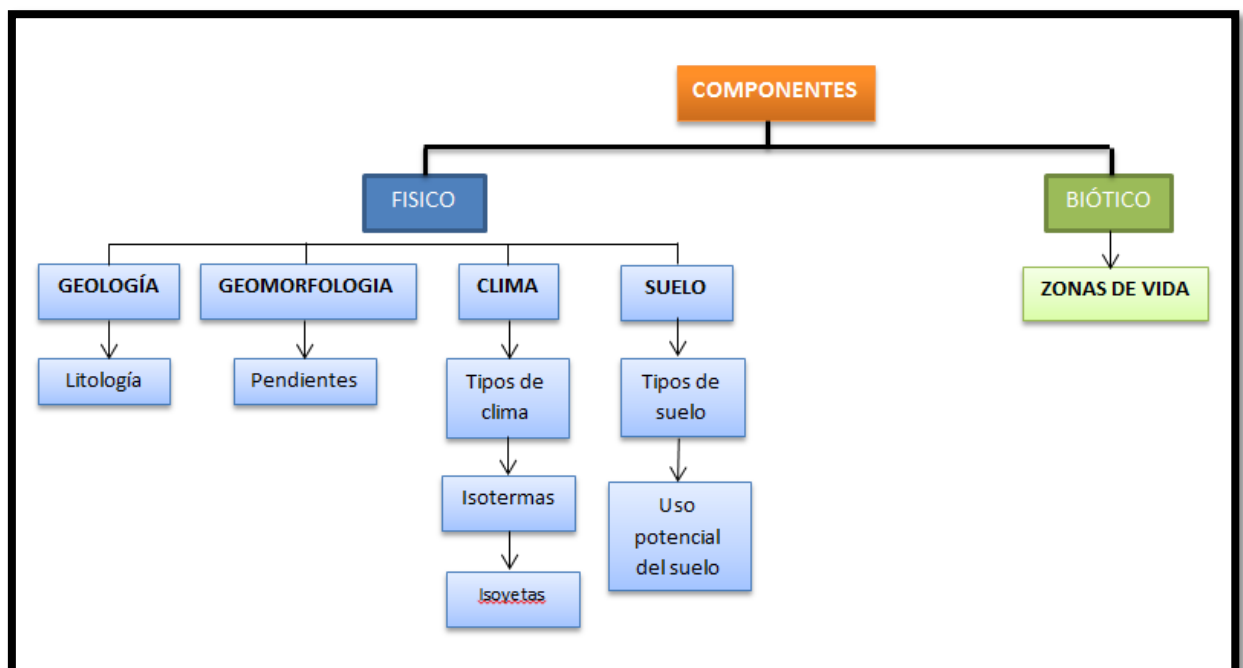 COMPONENTES
FISICO
BIÓTICO
GEOLOGÍA
GEOMORFOLOGIA
CLIMA
SUELO
ZONAS DE VIDA
Litología
Pendientes
Tipos de
clima
Tipos de
suelo
Isotermas
Uso
potencial
del suelo
Isoyetas